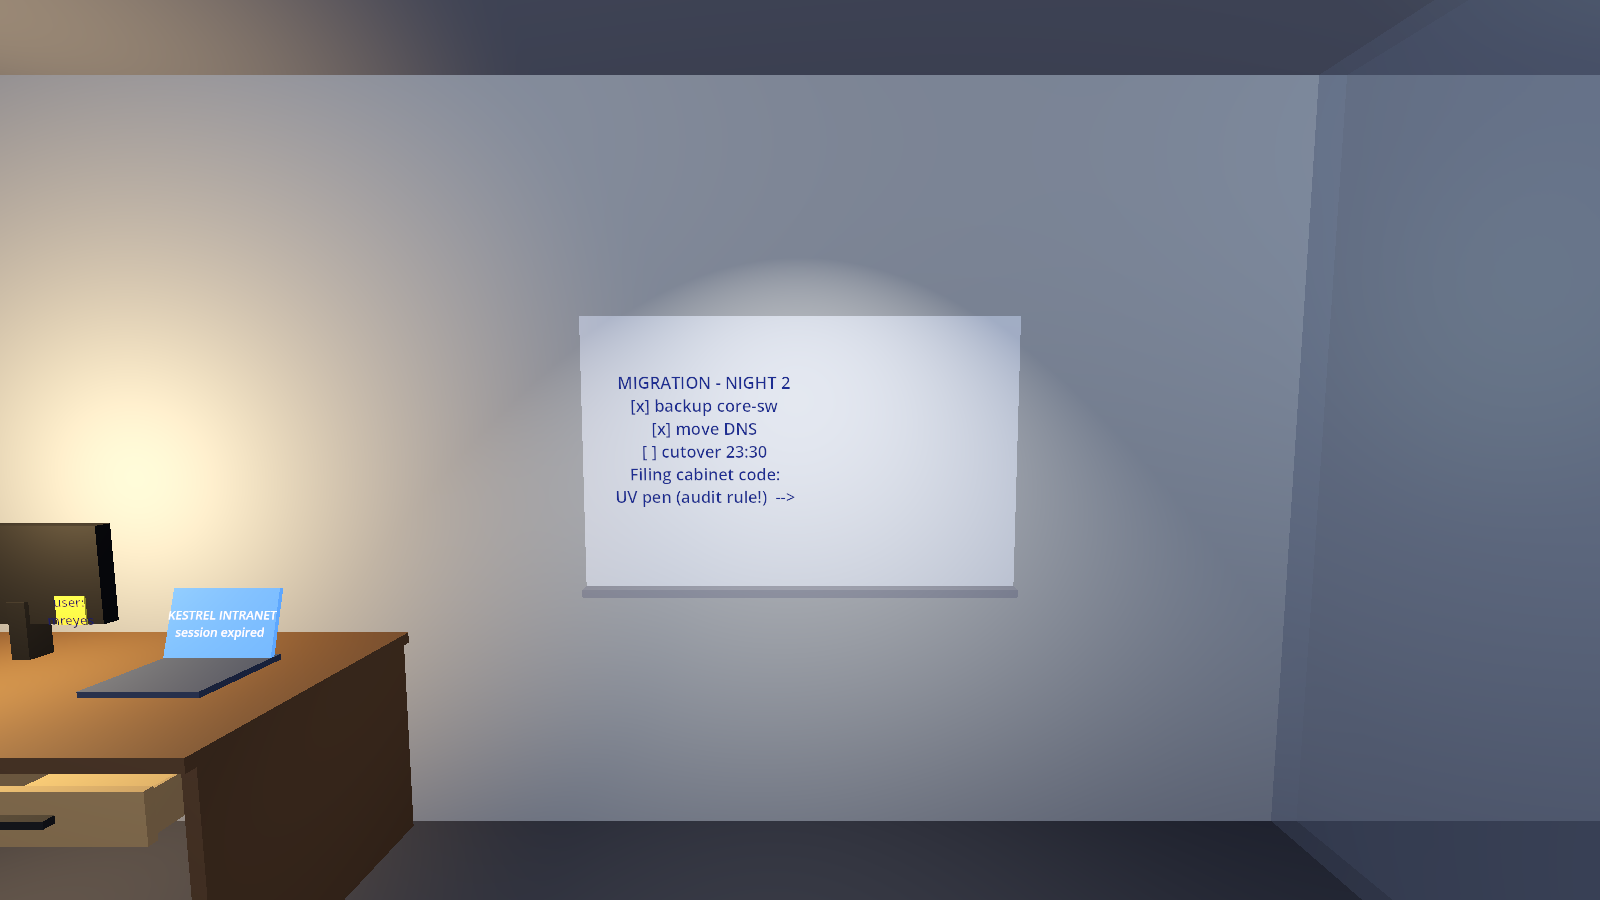 MIGRATION - NIGHT 2
[x] backup core-sw
[x] move DNS
[ ] cutover 23:30
Filing cabinet code:
UV pen (audit rule!) -->
user:
KESTREL INTRANET
session expired